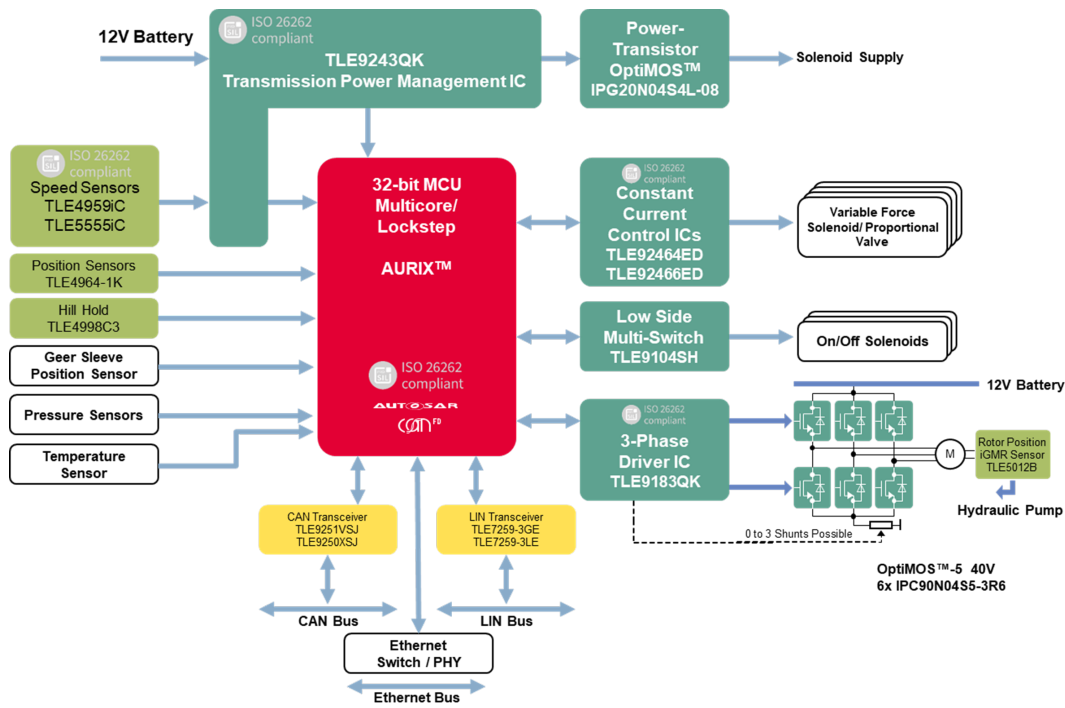 12V Battery
ISO 26262
compliant
TLE9243QK
Transmission Power Management IC
Power-
Transistor
OptiMOS™
IPG20N04S4L-08
Solenoid Supply
ISO 26262
compliant
Speed Sensors
TLE4959iC
TLE5555iC
Position Sensors
TLE4964-1K
Hill Hold
TLE4998C3
Geer Sleeve
Position Sensor
Pressure Sensors
Temperature
Sensor
32-bit MCU
Multicore/
Lockstep
AURIX™
ISO 26262
compliant
AUTOSAR
CAN FD
ISO 26262
compliant
Constant
Current
Control ICs
TLE92464ED
TLE92466ED
Variable Force
Solenoid/ Proportional
Valve
Low Side
Multi-Switch
TLE9104SH
On/Off Solenoids
ISO 26262
compliant
3-Phase
Driver IC
TLE9183QK
12V Battery
M
Rotor Position
iGMR Sensor
TLE5012B
Hydraulic Pump
0 to 3 Shunts Possible
OptiMOS™-5 40V
6x IPC90N04S5-3R6
CAN Transceiver
TLE9251VSJ
TLE9250XSJ
LIN Transceiver
TLE7259-3GE
TLE7259-3LE
CAN Bus
LIN Bus
Ethernet
Switch / PHY
Ethernet Bus